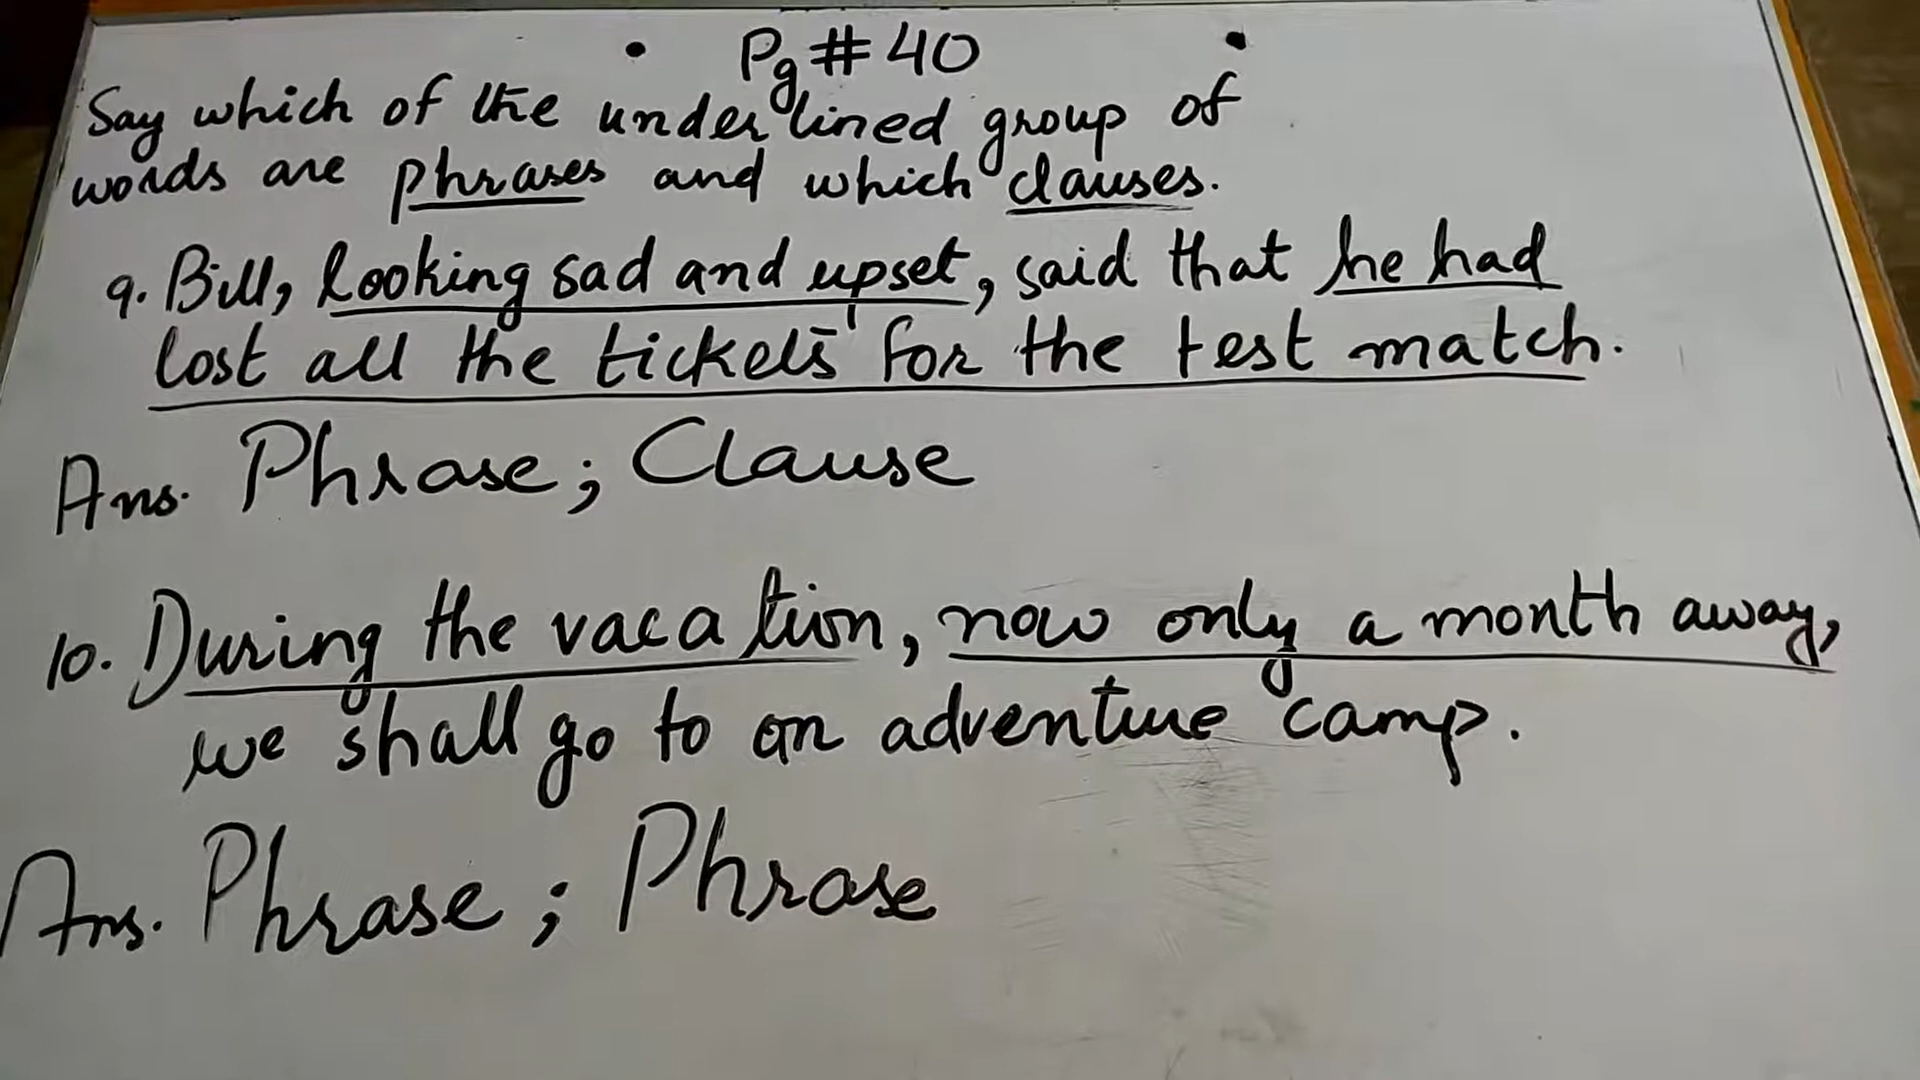 Pg # 40
Say which of the underlined group of
words are phrases and which clauses.
9. Bill, looking sad and upset, said that he had
lost all the tickets for the test match.
Ans. Phrase; Clause
10. During the vacation, now only a month away,
we shall go to an adventure camp.
Ans. Phrase; Phrase